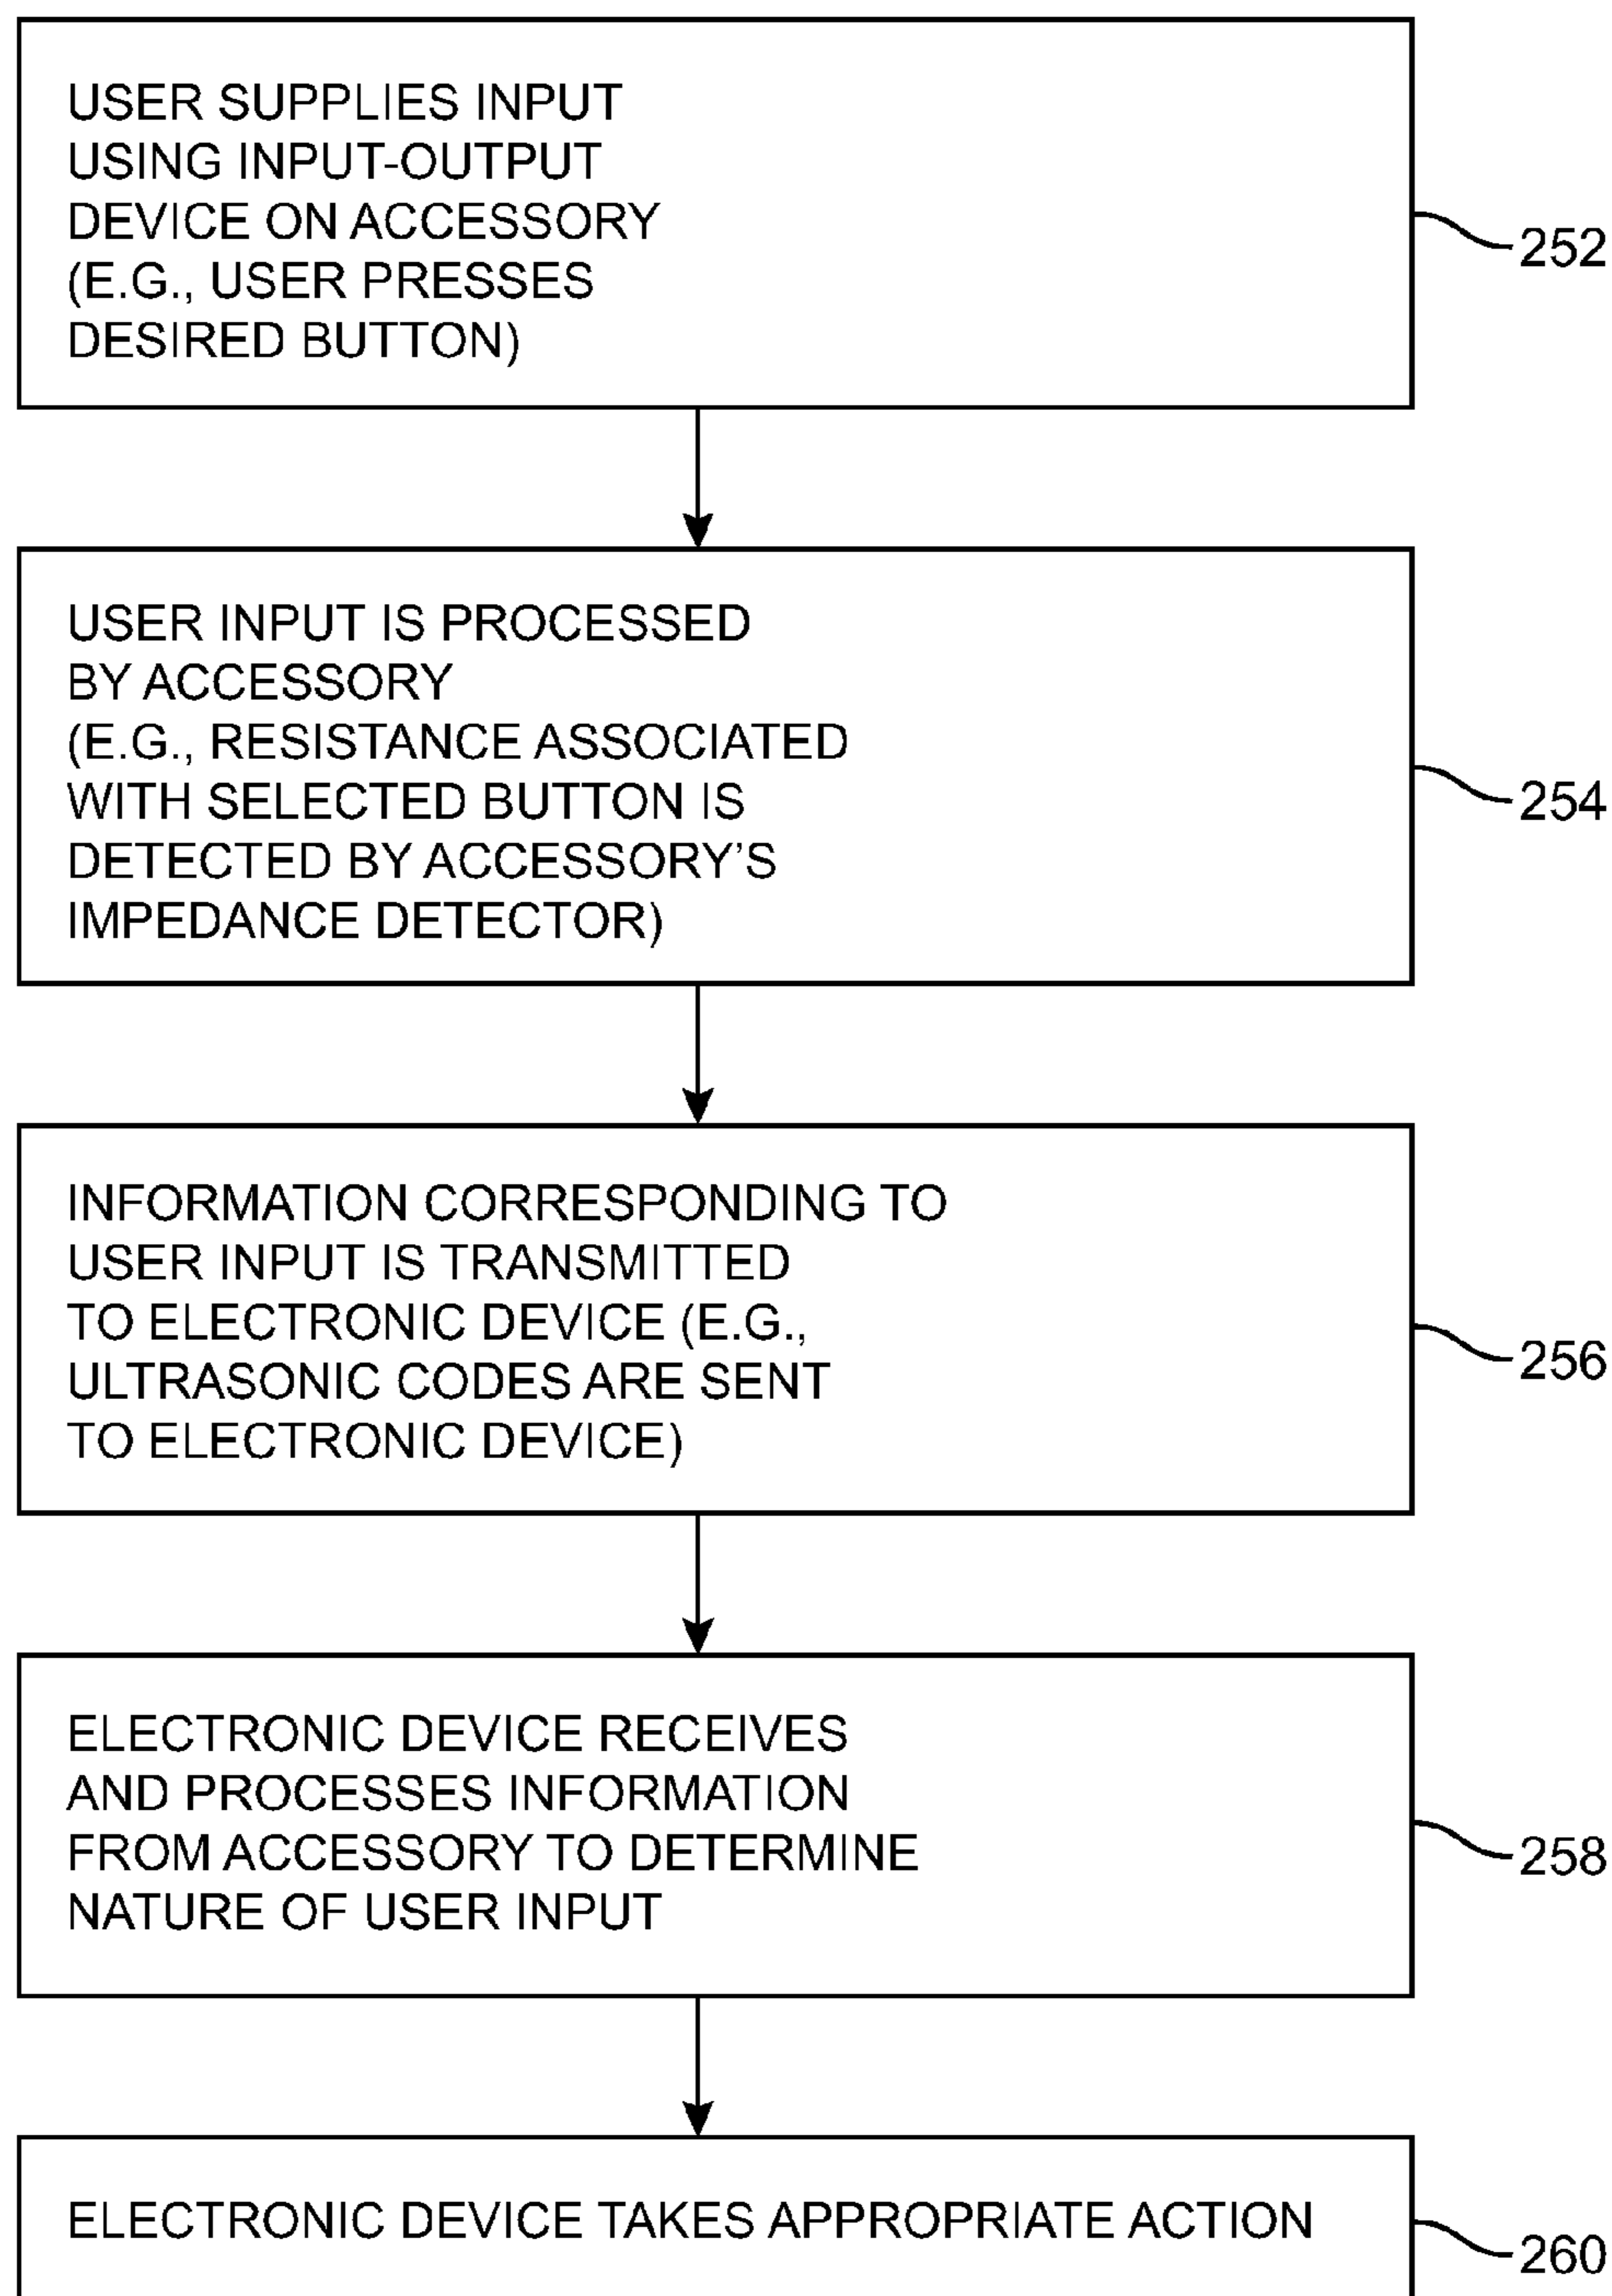 USER SUPPLIES INPUT
USING INPUT-OUTPUT
DEVICE ON ACCESSORY
(E.G., USER PRESSES
DESIRED BUTTON)
252
USER INPUT IS PROCESSED
BY ACCESSORY
(E.G., RESISTANCE ASSOCIATED
WITH SELECTED BUTTON IS
DETECTED BY ACCESSORY'S
IMPEDANCE DETECTOR)
254
INFORMATION CORRESPONDING TO
USER INPUT IS TRANSMITTED
TO ELECTRONIC DEVICE (E.G.,
ULTRASONIC CODES ARE SENT
TO ELECTRONIC DEVICE)
256
ELECTRONIC DEVICE RECEIVES
AND PROCESSES INFORMATION
FROM ACCESSORY TO DETERMINE
NATURE OF USER INPUT
258
ELECTRONIC DEVICE TAKES APPROPRIATE ACTION
260